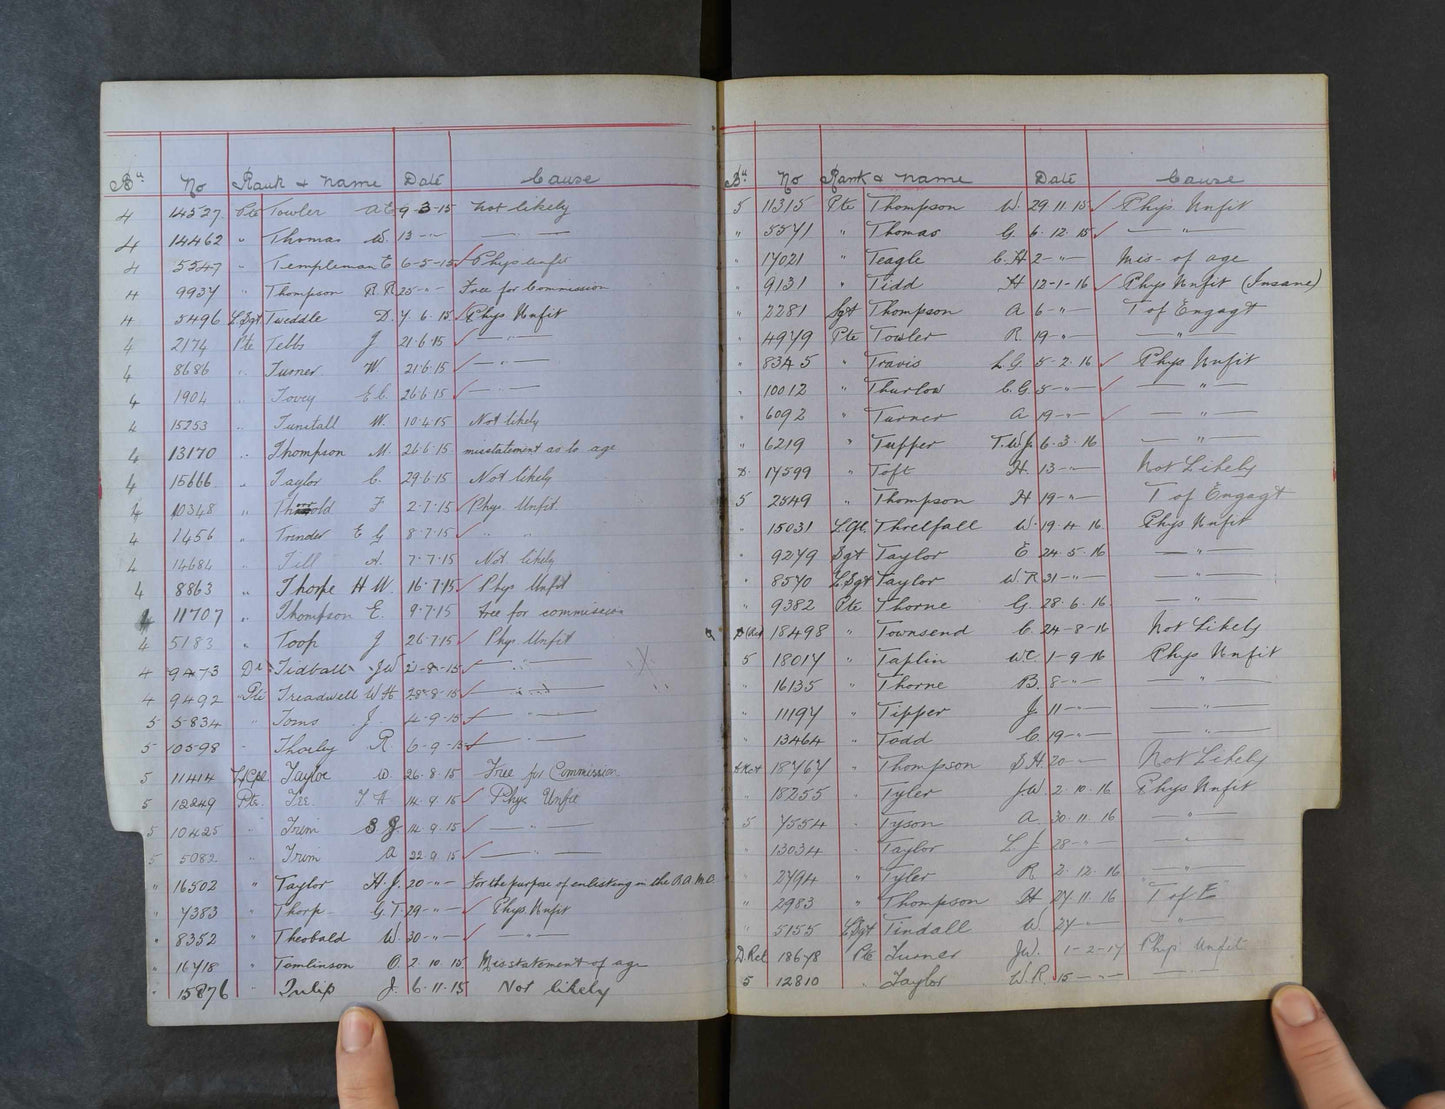 Bn No Rank & Name Date Cause
4 14527 Pte Towler A E 9 3-15 Not likely
4 14462 " Thomas W. 13 -"- — " —
4 5547 " Templeman E 6-5-15 ✓ Phys unfit
4 9937 " Thompson R R 25 -"- Free for Commission
4 5496 L Sgt Tweddle D. 7. 6. 15 ✓ Phys Unfit
4 2174 Pte Tebbs J 21.6.15 ✓ — " —
4 8686 " Turner W. 21.6.15 ✓ — " —
4 1904 " Tovey E C. 26 6 15 ✓ — " —
4 15253 " Tunstall W. 10.4.15 Not likely
4 13170 " Thompson M. 26.6.15 misstatement as to age
4 15666 " Taylor C. 29.6.15 Not likely
4 10348 " F 2.7.15 ✓ Phys. Unfit
4 1456 " Trinder E G 8.7.15 ✓ " "
4 14684 " Till A. 7.7.15 Not likely
4 8863 " Thorpe H W. 16.7.15 ✓ Phys Unfit
4 11707 " Thompson E. 9.7.15 Free for commission
4 5183 " Toop J 26.7.15 ✓ Phys Unfit
4 9473 Dr Tidball J W 2-8-15 ✓ — " —
4 9492 Pte Treadwell W H 28-8-15 ✓ — " —
5 5834 " Toms J. 4-9-15 ✓ — " —
5 10598 " Thorley R. 6-9-15 ✓ — " —
5 11414 L/Cpl Tayloe W. 26.8.15 Free for Commission.
5 12249 Pte. Tee. T A 14.9.15 ✓ Phys Unfit
5 10425 " Trim S J. 14.9.15 ✓ — " —
5 5082 " Trim A 22.9.15 ✓ — " —
" 16502 " Taylor H. J. 20 -"- For the purpose of enlisting in the R.A.M.C.
" 7383 " Thorp G. T. 29 -"- ✓ Phys. Unfit
" 8352 " Theobald W. 30 -"- ✓ — " —
" 16718 " Tomlinson O. 2.10.15. Misstatement of age
" 15876 " Tulip J. 6.11.15 Not likely
Bn No Rank & Name Date Cause
5 11315 Pte Thompson W. 29 11.15 ✓ Phys Unfit
" 5571 " Thomas G. 6.12.15 ✓ — " —
" 17021 " Teagle C. H 2 -"- Mis- of age
" 9131 " Tidd H 12-1-16 ✓ Phys Unfit (Insane)
" 2281 Sgt Thompson A 6 -"- T of Engagt
" 4979 Pte Towler R 19 -"- — " —
" 8345 " Travis L.G. 5-2.16 ✓ Phys Unfit
" 10012 " Thurlow C.G. 5 -"- ✓ — " —
" 6092 " Turner A 19 -"- ✓ — " —
" 6219 " Tupper T.W.J. 6.3.16 — " —
D. 17599 " Toft H. 13 -"- Not Likely
5 2549 " Thompson H 19 -"- T of Engagt
" 15031 L.Cpl. Threlfall W. 19.4.16 Phys Unfit
" 9279 Sgt Taylor E 24.5.16 — " —
" 8570 L.Sgt Taylor W.R. 31 -"- — " —
" 9382 Pte Thorne G. 28.6.16 — " —
18498 " Townsend C. 24-8-16 Not Likely
5 18017 " Taplin W.C. 1-9-16 Phys Unfit
" 16135 " Thorne B. 8 -"- — " —
" 11197 " Tipper J. 11 -"- — " —
" 13464 " Todd C. 19 -"- — " —
18767 " Thompson S H. 20 -"- Not Likely
" 18255 " Tyler J.W. 2.10.16 Phys Unfit
5 7554 " Tyson A. 30.11.16 — " —
" 13034 " Taylor L. J. 28 -"- — " —
" 2794 " Tyler R 2.12.16 — " —
" 2983 " Thompson H 27.11.16 T of E
" 5155 L.Sgt Tindall W. 27 -"- — " —
D.Rel 18678 Pte Turner J.W. 1-2-17 Phys Unfit
5 12810 " Taylor W. R. 15 -"- — " —